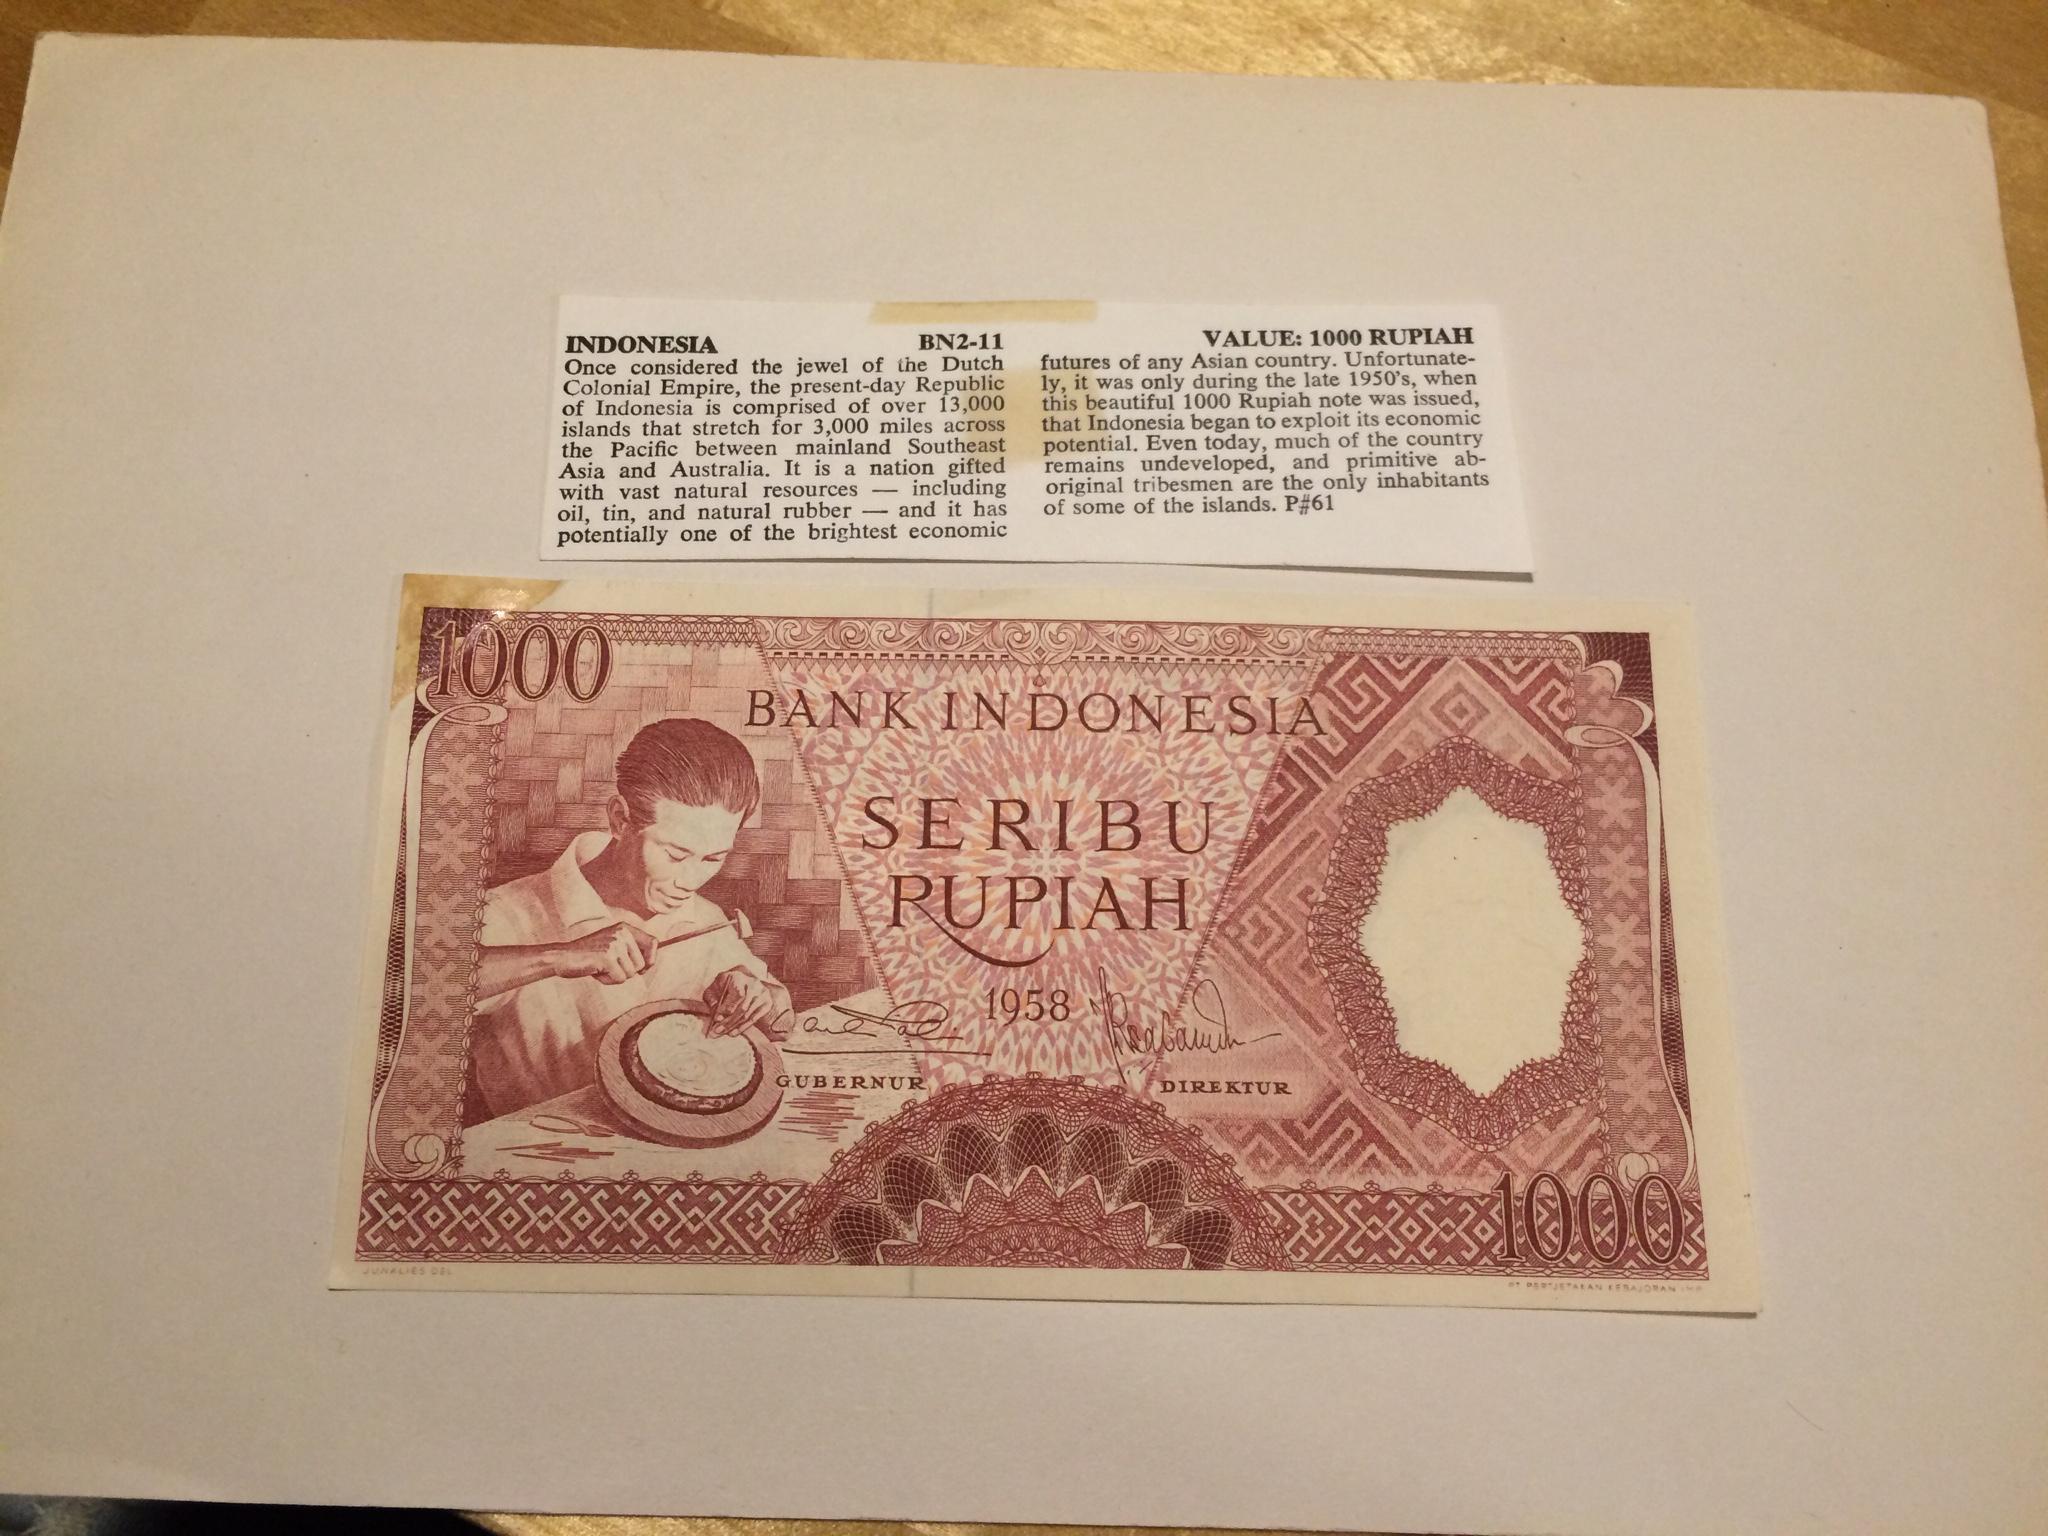 INDONESIA BN2-11
Once considered the jewel of the Dutch
Colonial Empire, the present-day Republic
of Indonesia is comprised of over 13,000
islands that stretch for 3,000 miles across
the Pacific between mainland Southeast
Asia and Australia. It is a nation gifted
with vast natural resources — including
oil, tin, and natural rubber — and it has
potentially one of the brightest economic
VALUE: 1000 RUPIAH
futures of any Asian country. Unfortunate-
ly, it was only during the late 1950's, when
this beautiful 1000 Rupiah note was issued,
that Indonesia began to exploit its economic
potential. Even today, much of the country
remains undeveloped, and primitive ab-
original tribesmen are the only inhabitants
of some of the islands. P#61
1000
BANK INDONESIA
SERIBU
RUPIAH
1958
GUBERNUR
DIREKTUR
1000
JUNALIES DEL.
PT. PERTJETAKAN KEBAJORAN IMP.